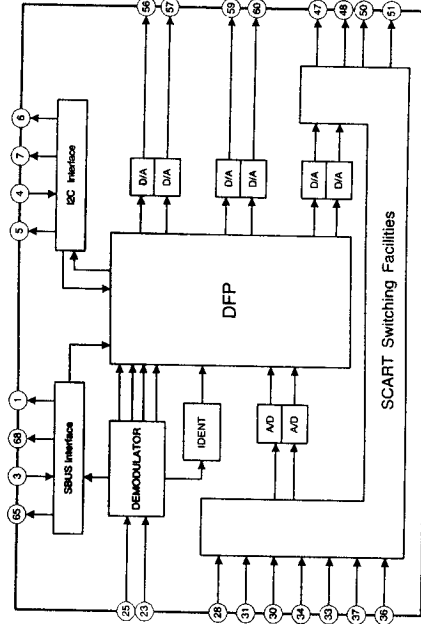 65 3 68 1 5 4 7 6
SBUS interface
I2C interface
25
23
DEMODULATOR
D/A
56
D/A
57
IDENT
DFP
D/A
59
D/A
60
28
31
30
34
33
37
36
A/D
A/D
D/A
D/A
47
48
50
51
SCART Switching Facilities